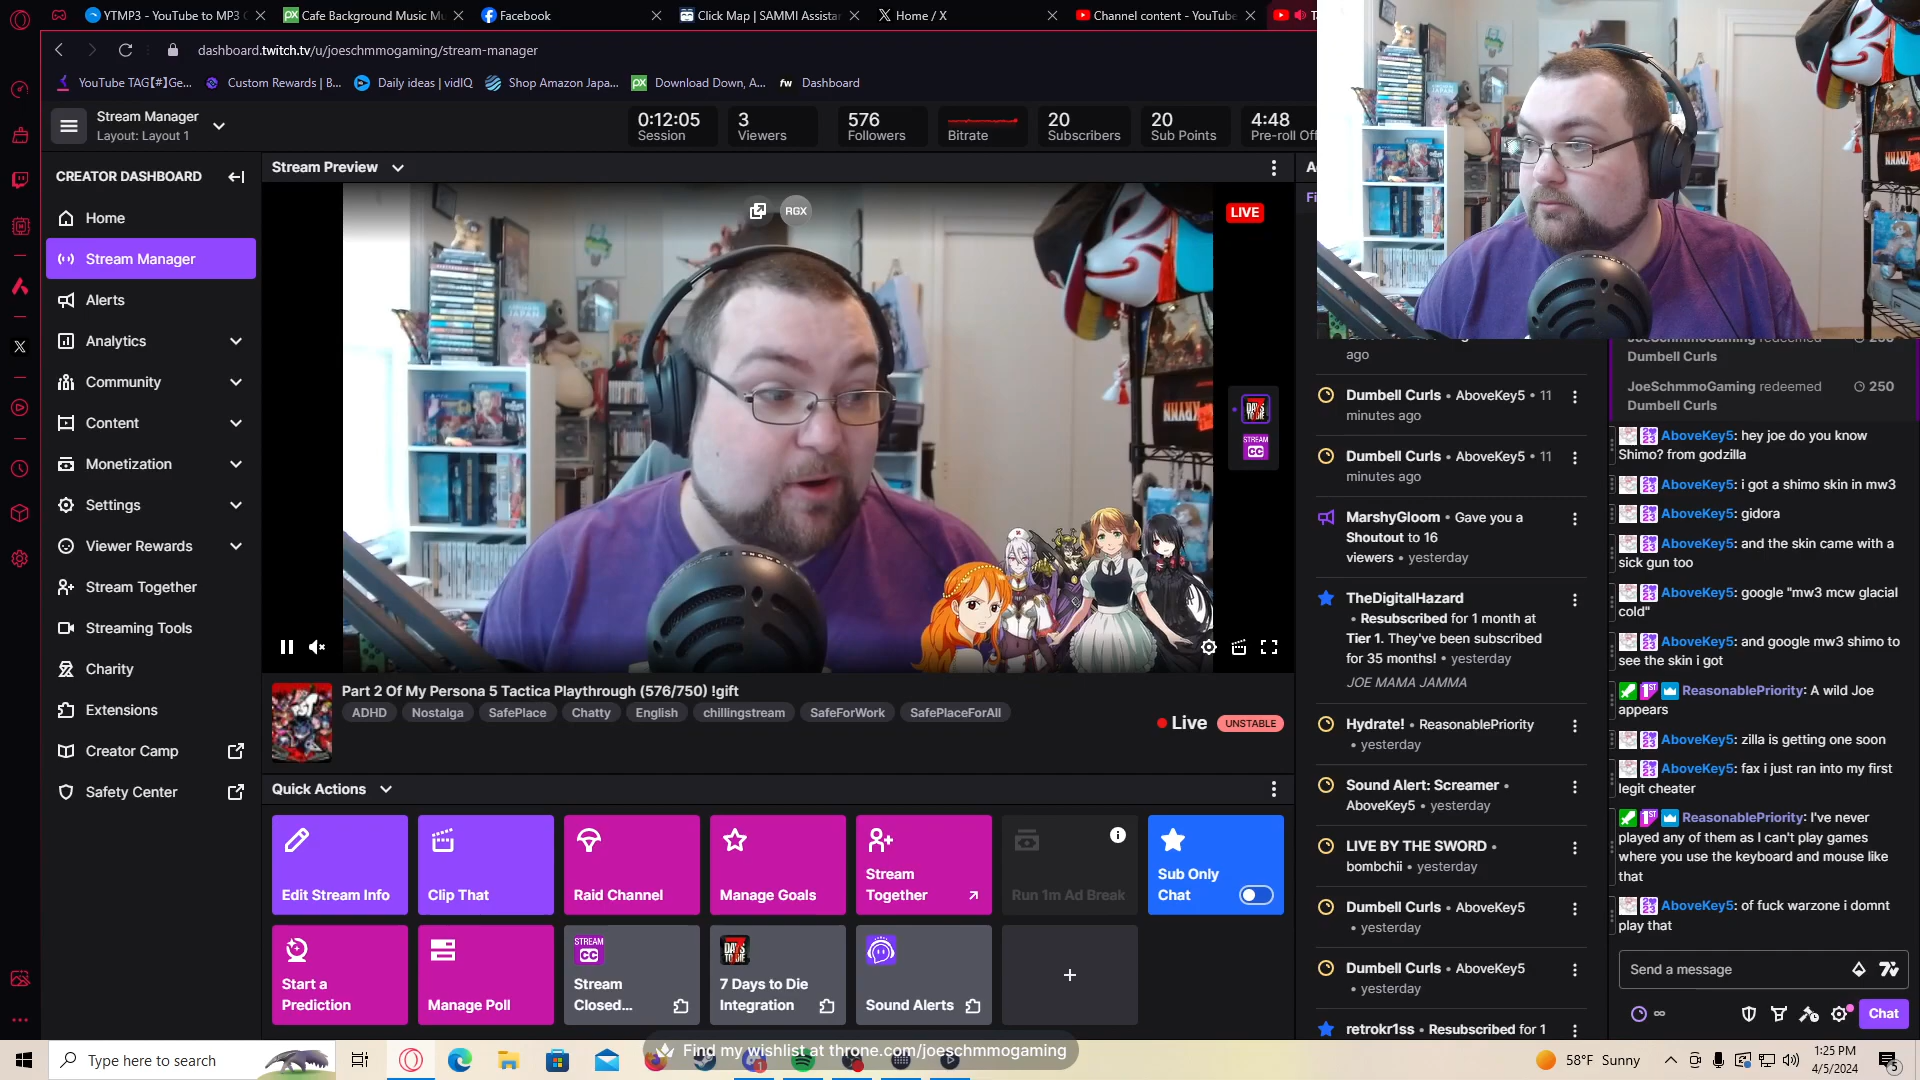 YTMP3 - YouTube to MP3 C
Cafe Background Music Mu
Facebook
Click Map | SAMMI Assistan
Home / X
Channel content - YouTube
dashboard.twitch.tv/u/joeschmmogaming/stream-manager
YouTube TAG【#】Ge...
Custom Rewards | B...
Daily ideas | vidIQ
Shop Amazon Japa...
Download Down, A...
fw Dashboard
Stream Manager
Layout: Layout 1
0:12:05
Session
3
Viewers
576
Followers
Bitrate
20
Subscribers
20
Sub Points
4:48
Pre-roll Off
CREATOR DASHBOARD
Home
Stream Manager
Alerts
Analytics
Community
Content
Monetization
Settings
Viewer Rewards
Stream Together
Streaming Tools
Charity
Extensions
Creator Camp
Safety Center
Stream Preview
RGX
LIVE
DAYS
STREAM
CC
Part 2 Of My Persona 5 Tactica Playthrough (576/750) !gift
ADHD
Nostalga
SafePlace
Chatty
English
chillingstream
SafeForWork
SafePlaceForAll
Live
UNSTABLE
Quick Actions
Edit Stream Info
Clip That
Raid Channel
Manage Goals
Stream
Together
Run 1m Ad Break
Sub Only
Chat
Start a
Prediction
Manage Poll
STREAM
CC
Stream
Closed...
DAYS
7 Days to Die
Integration
Sound Alerts
ago
Dumbell Curls • AboveKey5 • 11
minutes ago
Dumbell Curls • AboveKey5 • 11
minutes ago
MarshyGloom • Gave you a
Shoutout to 16
viewers • yesterday
TheDigitalHazard
• Resubscribed for 1 month at
Tier 1. They've been subscribed
for 35 months! • yesterday
JOE MAMA JAMMA
Hydrate! • ReasonablePriority
• yesterday
Sound Alert: Screamer •
AboveKey5 • yesterday
LIVE BY THE SWORD •
bombchii • yesterday
Dumbell Curls • AboveKey5
• yesterday
Dumbell Curls • AboveKey5
• yesterday
retrokr1ss • Resubscribed for 1
JoeSchmmoGaming redeemed 250
Dumbell Curls
JoeSchmmoGaming redeemed 250
Dumbell Curls
AboveKey5: hey joe do you know
Shimo? from godzilla
AboveKey5: i got a shimo skin in mw3
AboveKey5: gidora
AboveKey5: and the skin came with a
sick gun too
AboveKey5: google "mw3 mcw glacial
cold"
AboveKey5: and google mw3 shimo to
see the skin i got
ReasonablePriority: A wild Joe
appears
AboveKey5: zilla is getting one soon
AboveKey5: fax i just ran into my first
legit cheater
ReasonablePriority: I've never
played any of them as I can't play games
where you use the keyboard and mouse like
that
AboveKey5: of fuck warzone i domnt
play that
Send a message
Chat
Type here to search
Find my wishlist at throne.com/joeschmmogaming
58°F Sunny
1:25 PM
4/5/2024
5